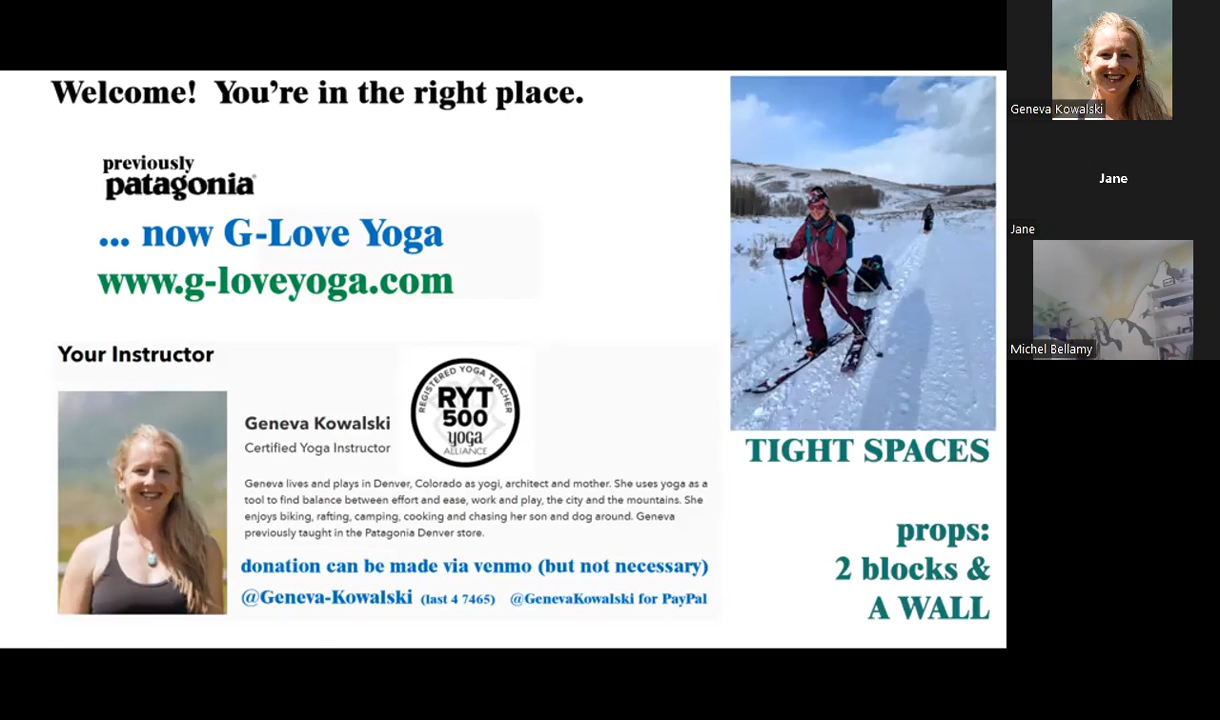 Welcome! You're in the right place.
previously
patagonia
... now G-Love Yoga
www.g-loveyoga.com
Your Instructor
REGISTERED YOGA TEACHER
RYT
500
yoga
ALLIANCE
Geneva Kowalski
Certified Yoga Instructor
Geneva lives and plays in Denver, Colorado as yogi, architect and mother. She uses yoga as a
tool to find balance between effort and ease, work and play, the city and the mountains. She
enjoys biking, rafting, camping, cooking and chasing her son and dog around. Geneva
previously taught in the Patagonia Denver store.
donation can be made via venmo (but not necessary)
@Geneva-Kowalski (last 4 7465) @GenevaKowalski for PayPal
TIGHT SPACES
props:
2 blocks &
A WALL
Geneva Kowalski
Jane
Jane
Michel Bellamy